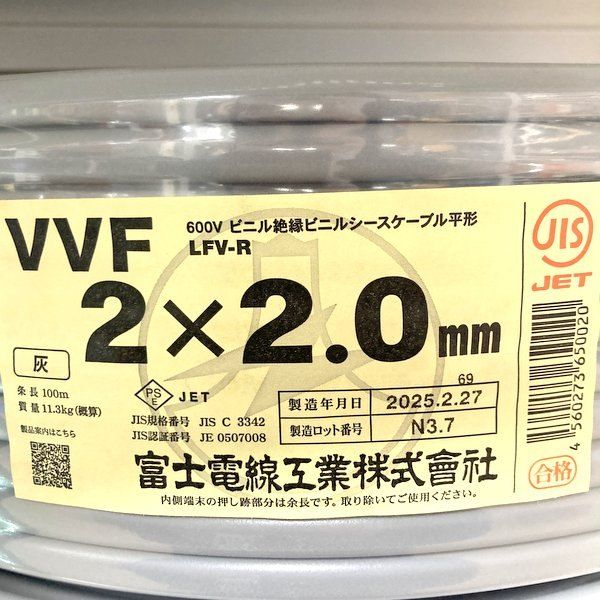 VVF
600V ビニル絶縁ビニルシースケーブル平形
LFV-R
2×2.0mm
JIS
JET
灰
条長 100m
質量 11.3kg(概算)
製品案内はこちら
PS
E
JET
JIS規格番号 JIS C 3342
JIS認証番号 JE 0507008
69
製造年月日 2025.2.27
製造ロット番号 N3.7
富士電線工業株式會社
内側端末の押し跡部分は余長です。取り除いてご使用ください。
4560273650020
合格